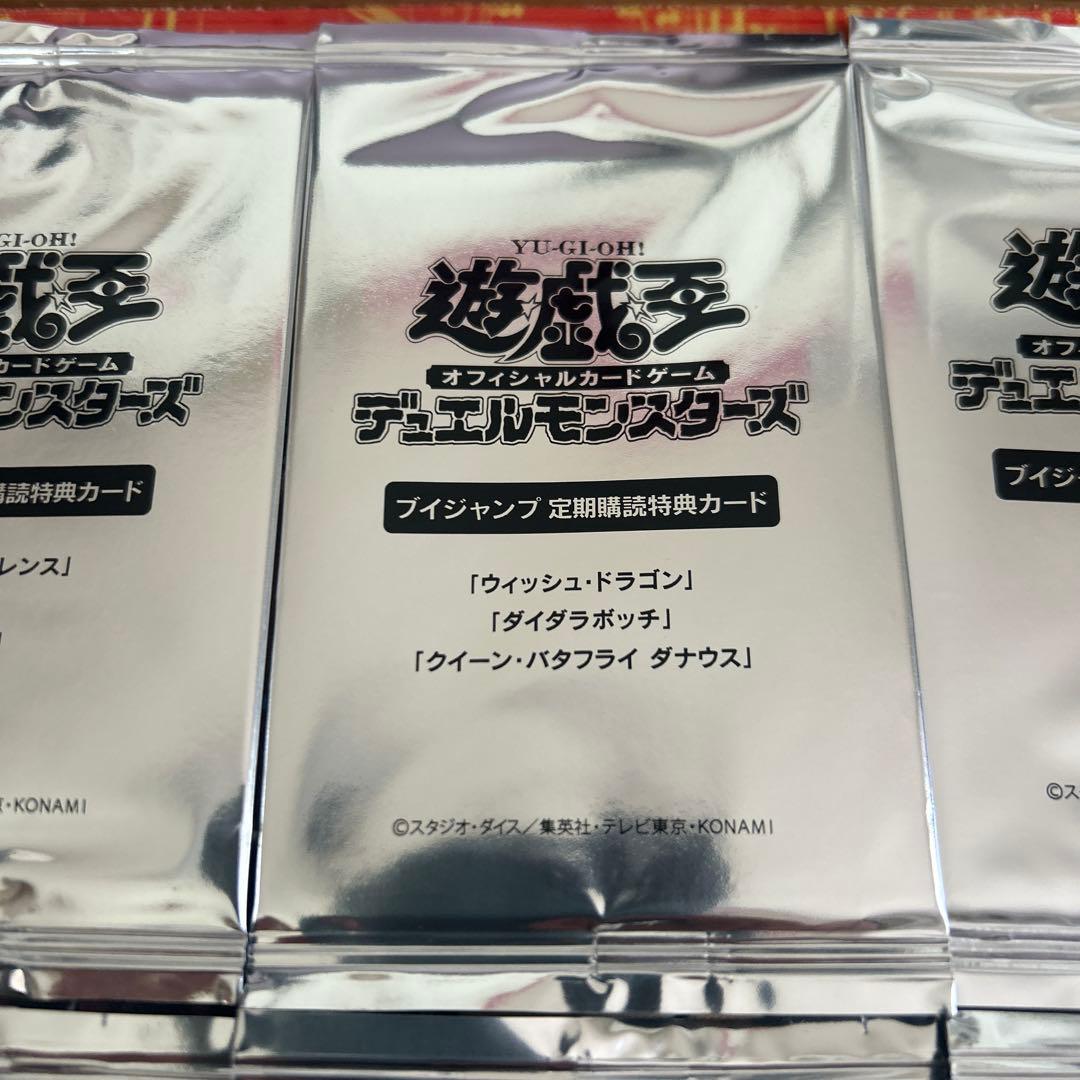 GI-OH!
戯王
カードゲーム
ンスターズ
購読特典カード
レンス」
」
・KONAMI
YU-GI-OH!
遊戯王
オフィシャルカードゲーム
デュエルモンスターズ
ブイジャンプ 定期購読特典カード
「ウィッシュ・ドラゴン」
「ダイダラボッチ」
「クイーン・バタフライ ダナウス」
©スタジオ・ダイス/集英社・テレビ東京・KONAMI
遊
オフ
デュエ
ブイジャ
©ス